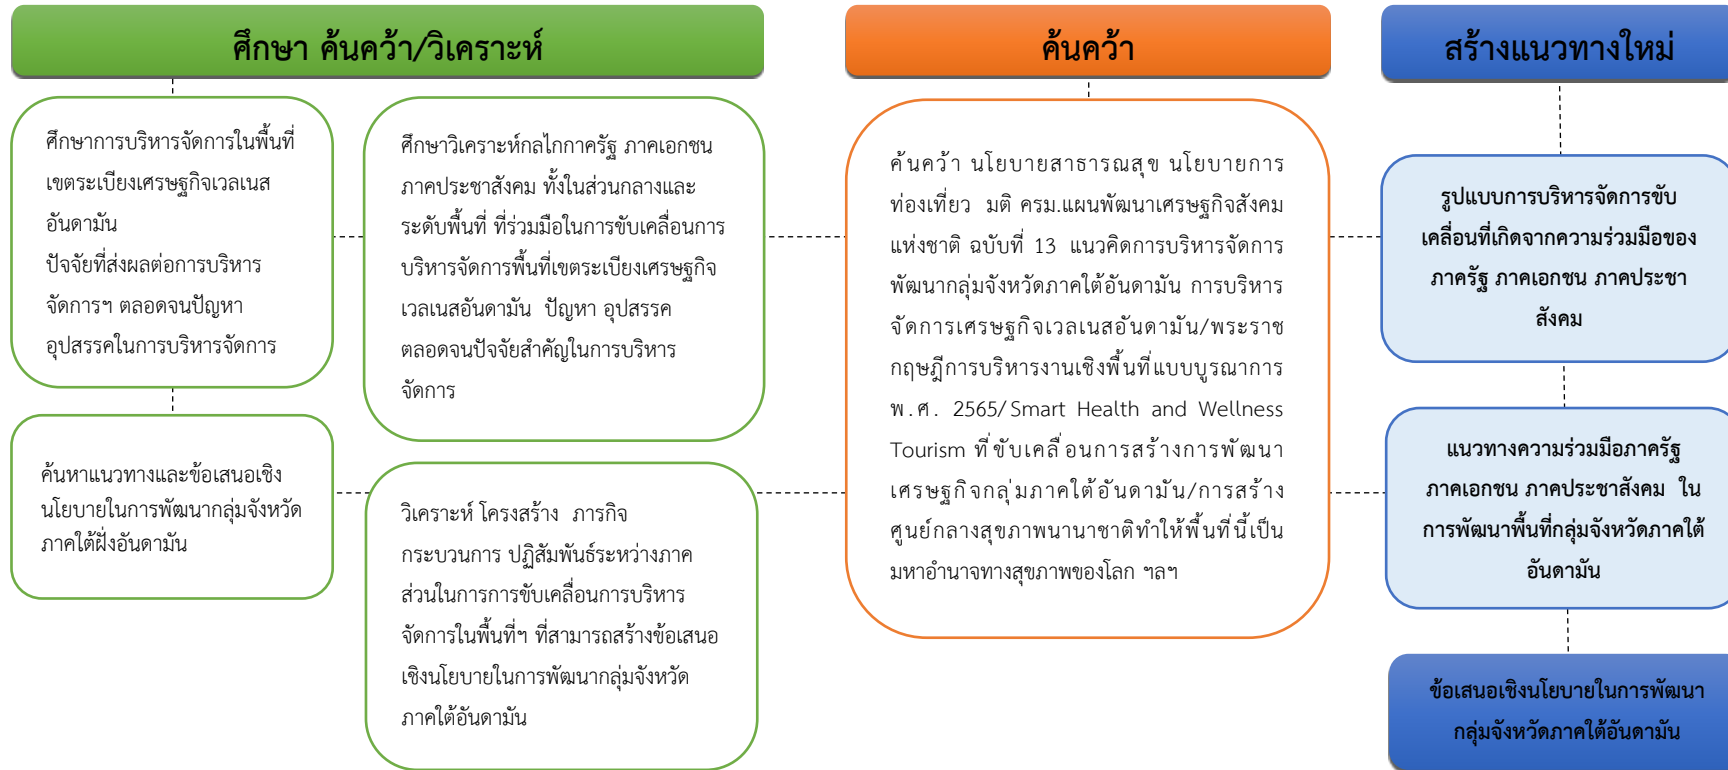 ศึกษา ค้นคว้า/วิเคราะห์
ศึกษาการบริหารจัดการในพื้นที่
เขตระเบียงเศรษฐกิจเวลเนส
อันดามัน
ปัจจัยที่ส่งผลต่อการบริหาร
จัดการฯ ตลอดจนปัญหา
อุปสรรคในการบริหารจัดการ
ค้นหาแนวทางและข้อเสนอเชิง
นโยบายในการพัฒนากลุ่มจังหวัด
ภาคใต้ฝั่งอันดามัน
ศึกษาวิเคราะห์กลไกภาครัฐ ภาคเอกชน
ภาคประชาสังคม ทั้งในส่วนกลางและ
ระดับพื้นที่ ที่ร่วมมือในการขับเคลื่อนการ
บริหารจัดการพื้นที่เขตระเบียงเศรษฐกิจ
เวลเนสอันดามัน ปัญหา อุปสรรค
ตลอดจนปัจจัยสำคัญในการบริหาร
จัดการ
วิเคราะห์ โครงสร้าง ภารกิจ
กระบวนการ ปฏิสัมพันธ์ระหว่างภาค
ส่วนในการการขับเคลื่อนการบริหาร
จัดการในพื้นที่ฯ ที่สามารถสร้างข้อเสนอ
เชิงนโยบายในการพัฒนากลุ่มจังหวัด
ภาคใต้อันดามัน
ค้นคว้า
ค้นคว้า นโยบายสาธารณสุข นโยบายการ
ท่องเที่ยว มติ ครม.แผนพัฒนาเศรษฐกิจสังคม
แห่งชาติ ฉบับที่ 13 แนวคิดการบริหารจัดการ
พัฒนากลุ่มจังหวัดภาคใต้อันดามัน การบริหาร
จัดการเศรษฐกิจเวลเนสอันดามัน/พระราช
กฤษฎีการบริหารงานเชิงพื้นที่แบบบูรณาการ
พ.ศ. 2565/ Smart Health and Wellness
Tourism ที่ขับเคลื่อนการสร้างการพัฒนา
เศรษฐกิจกลุ่มภาคใต้อันดามัน/การสร้าง
ศูนย์กลางสุขภาพนานาชาติทำให้พื้นที่นี้เป็น
มหาอำนาจทางสุขภาพของโลก ฯลฯ
สร้างแนวทางใหม่
รูปแบบการบริหารจัดการขับ
เคลื่อนที่เกิดจากความร่วมมือของ
ภาครัฐ ภาคเอกชน ภาคประชา
สังคม
แนวทางความร่วมมือภาครัฐ
ภาคเอกชน ภาคประชาสังคม ใน
การพัฒนาพื้นที่กลุ่มจังหวัดภาคใต้
อันดามัน
ข้อเสนอเชิงนโยบายในการพัฒนา
กลุ่มจังหวัดภาคใต้อันดามัน